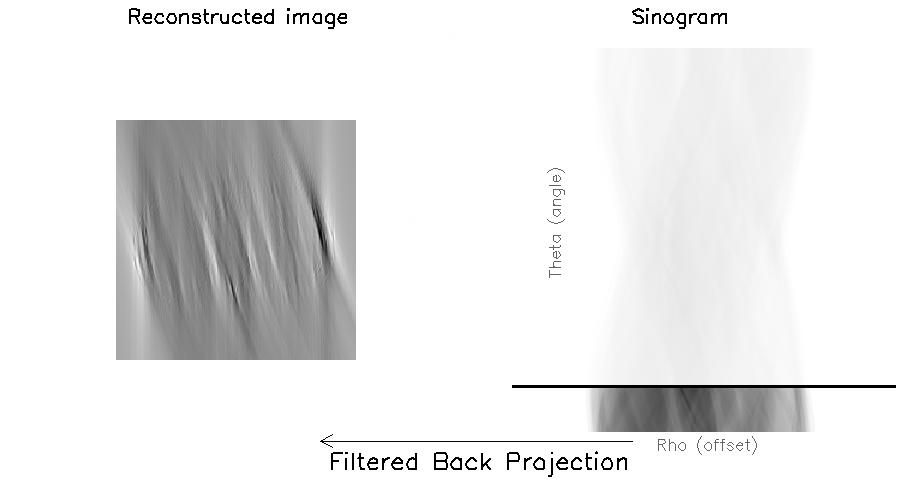 Reconstructed image
Sinogram
Theta (angle)
Rho (offset)
Filtered Back Projection